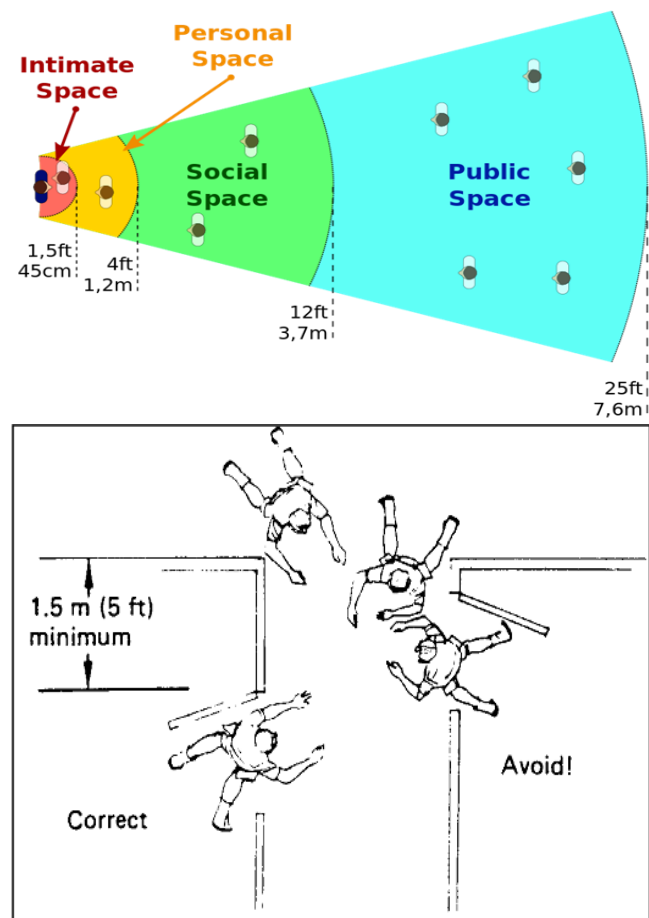 Personal
Space
Intimate
Space
Social
Space
Public
Space
1,5ft
45cm
4ft
1,2m
12ft
3,7m
25ft
7,6m
1.5 m (5 ft)
minimum
Avoid!
Correct